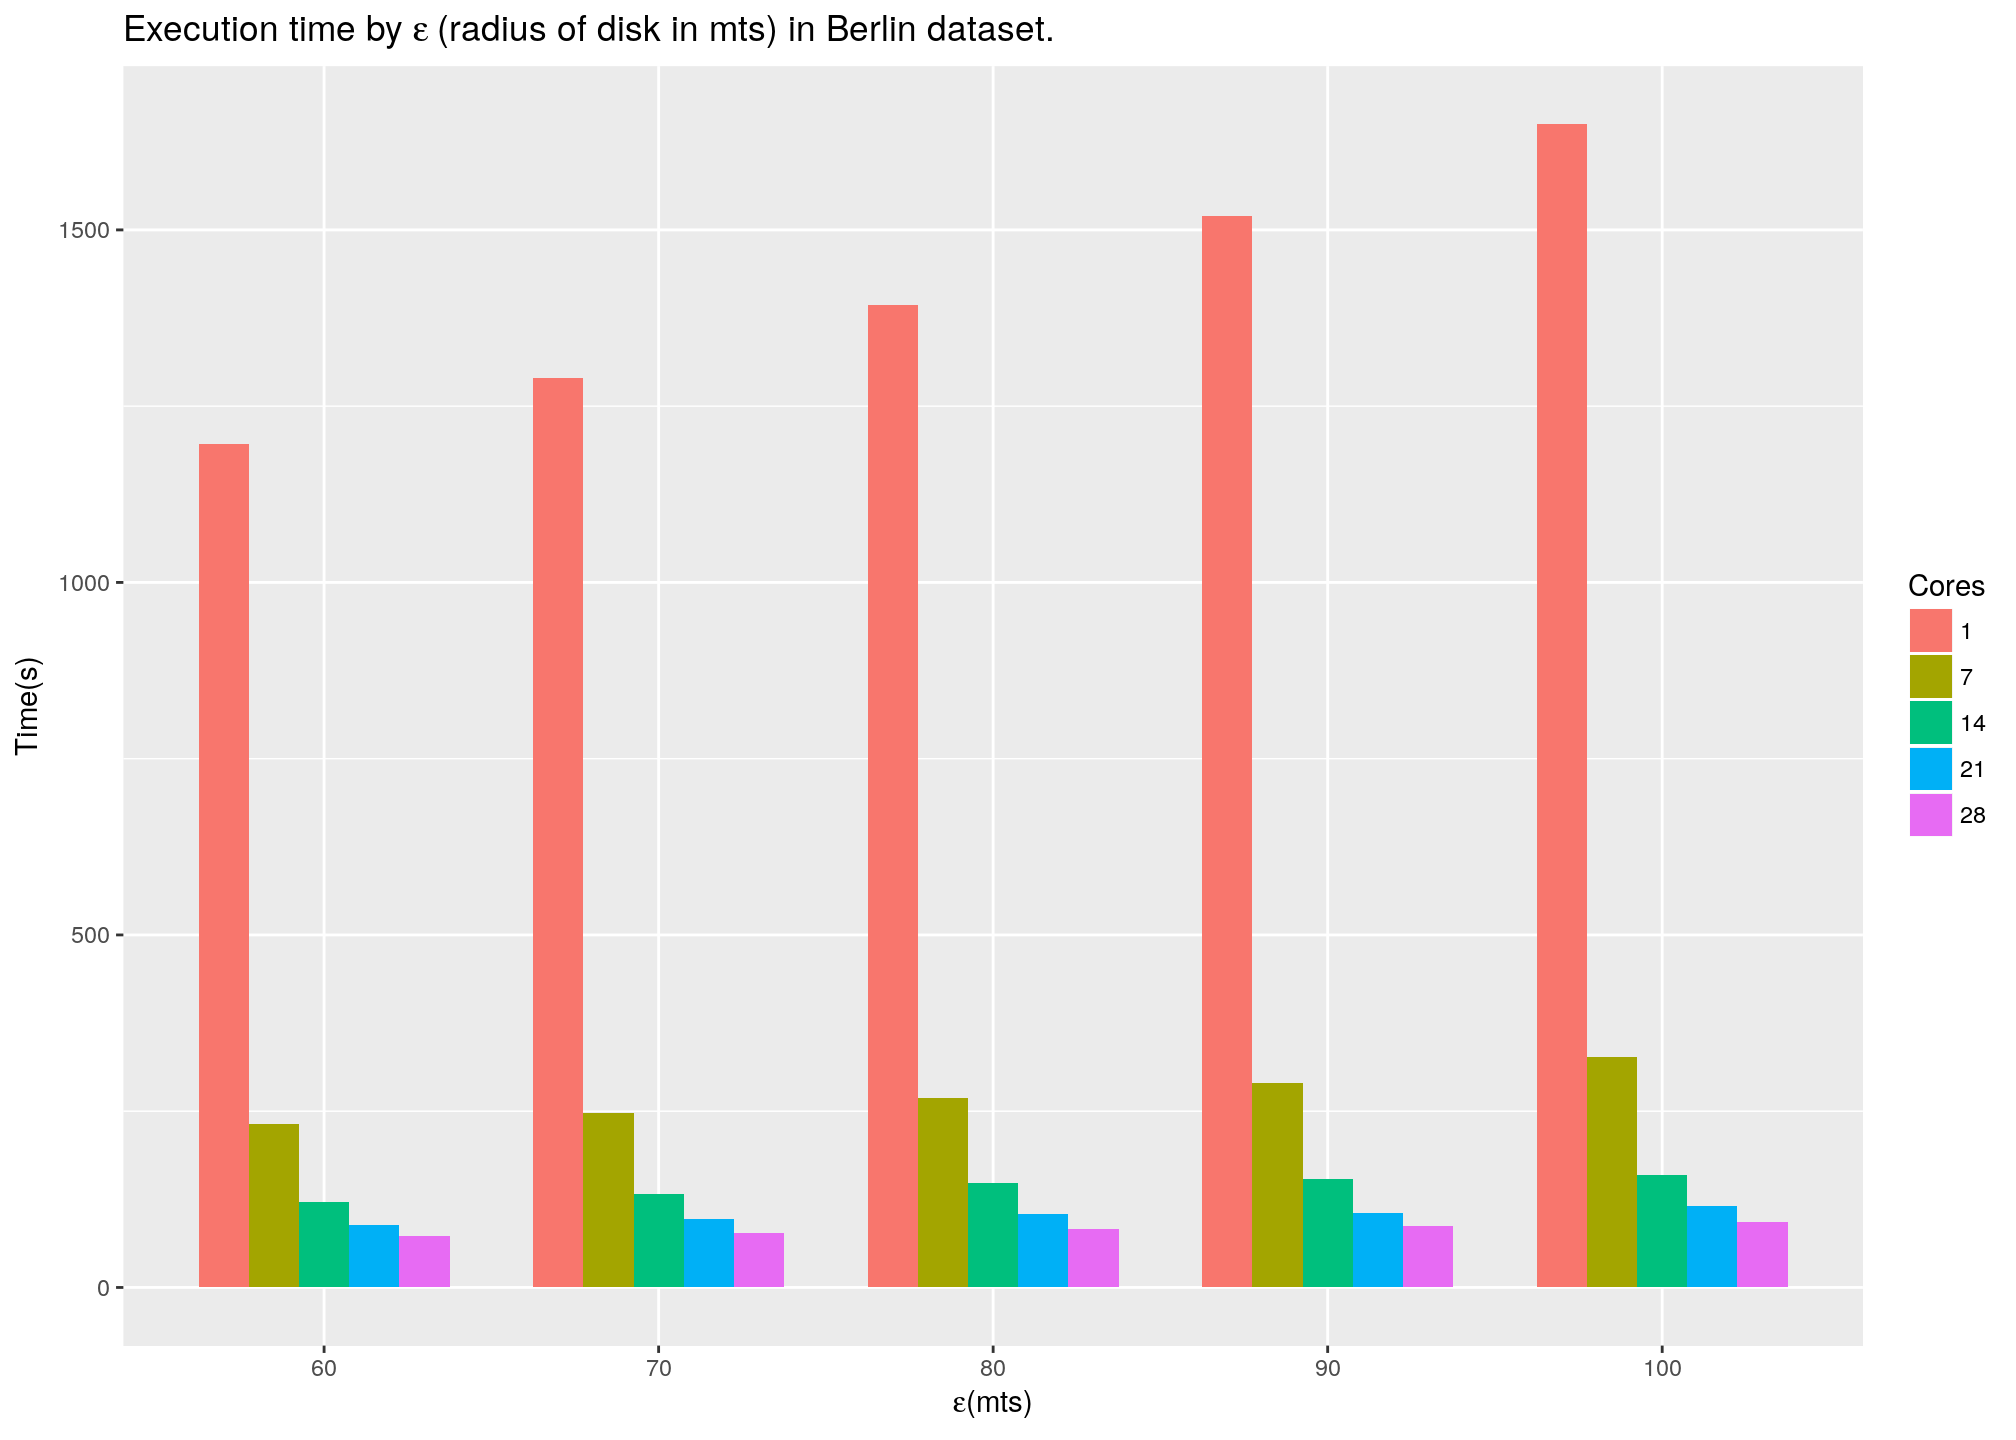 Execution time by ε (radius of disk in mts) in Berlin dataset.
1500
1000
500
0
Time(s)
60 70 80 90 100
ε(mts)
Cores
1
7
14
21
28